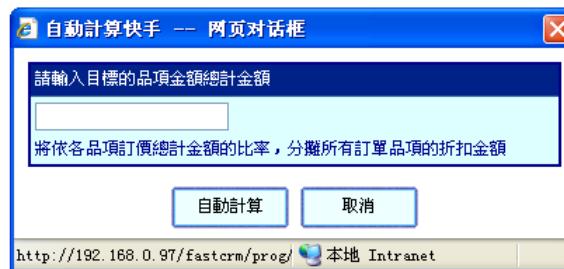 自動計算快手 -- 网页对话框
請輸入目標的品項金額總計金額
將依各品項訂價總計金額的比率，分攤所有訂單品項的折扣金額
自動計算 取消
http://192.168.0.97/fastcrm/prog/ 本地 Intranet